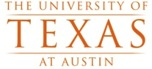 THE UNIVERSITY OF
TEXAS
AT AUSTIN